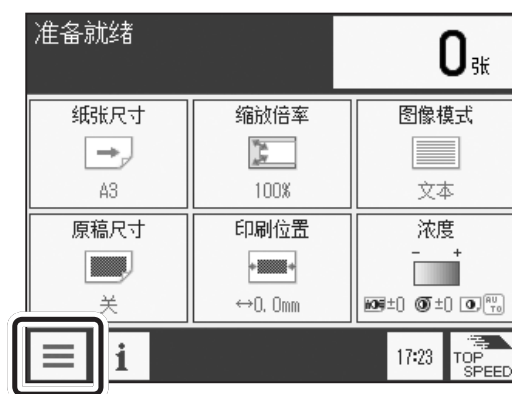 准备就绪
0张
纸张尺寸
缩放倍率
图像模式
A3
100%
文本
原稿尺寸
印刷位置
浓度
- +
关
↔0.0mm
±0 ±0 AUTO
i
17:23
TOP SPEED